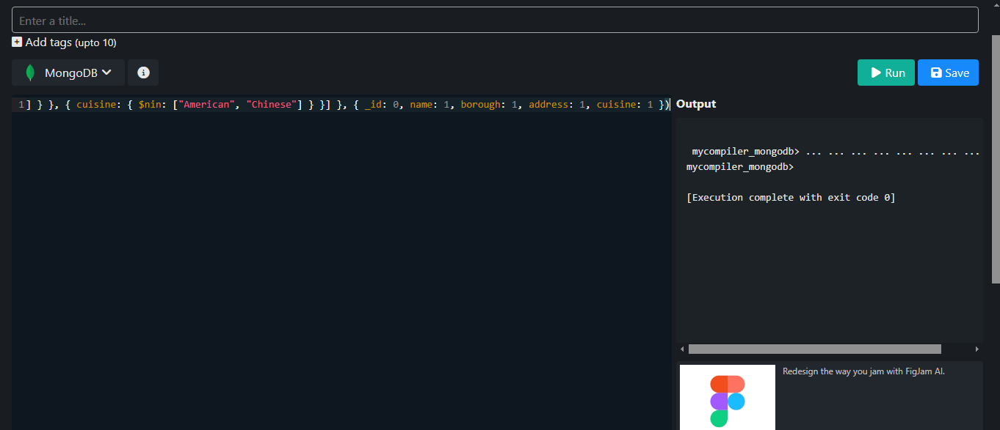 Enter a title...
Add tags (upto 10)
MongoDB
Run
Save
1] } }, { cuisine: { $nin: ["American", "Chinese"] } }] }, { _id: 0, name: 1, borough: 1, address: 1, cuisine: 1 })
Output
mycompiler_mongodb> ... ... ... ... ... ... ... ...
mycompiler_mongodb>
[Execution complete with exit code 0]
Redesign the way you jam with FigJam AI.